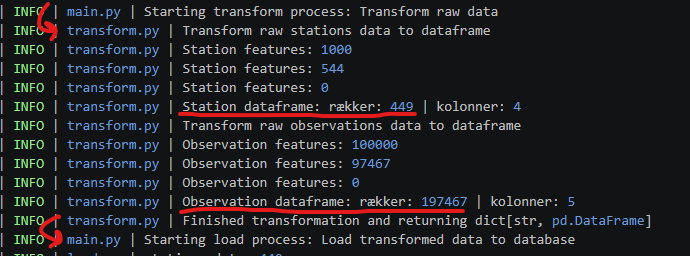 | INFO | main.py | Starting transform process: Transform raw data
| INFO | transform.py | Transform raw stations data to dataframe
| INFO | transform.py | Station features: 1000
| INFO | transform.py | Station features: 544
| INFO | transform.py | Station features: 0
| INFO | transform.py | Station dataframe: rækker: 449 | kolonner: 4
| INFO | transform.py | Transform raw observations data to dataframe
| INFO | transform.py | Observation features: 100000
| INFO | transform.py | Observation features: 97467
| INFO | transform.py | Observation features: 0
| INFO | transform.py | Observation dataframe: rækker: 197467 | kolonner: 5
| INFO | transform.py | Finished transformation and returning dict[str, pd.DataFrame]
| INFO | main.py | Starting load process: Load transformed data to database